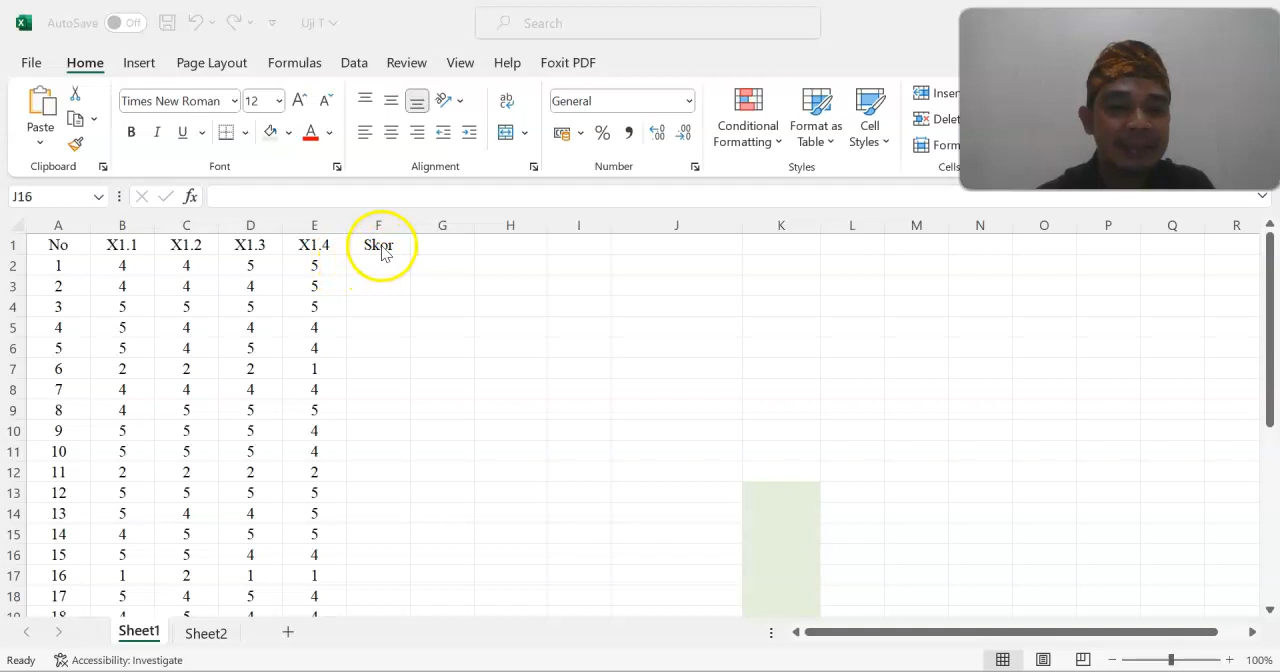 AutoSave Off Uji T Search
File Home Insert Page Layout Formulas Data Review View Help Foxit PDF
Paste Times New Roman 12 General Conditional Formatting Format as Table Cell Styles
Clipboard Font Alignment Number Styles Cells
J16 fx
A B C D E F G H I J K L M N O P Q R
1 No X1.1 X1.2 X1.3 X1.4 Skor
2 1 4 4 5 5
3 2 4 4 4 5
4 3 5 5 5 5
5 4 5 4 4 4
6 5 5 4 5 4
7 6 2 2 2 1
8 7 4 4 4 4
9 8 4 5 5 5
10 9 5 5 5 4
11 10 5 5 5 4
12 11 2 2 2 2
13 12 5 5 5 5
14 13 5 4 4 5
15 14 4 5 5 5
16 15 5 5 4 4
17 16 1 2 1 1
18 17 5 4 5 4
19 18 4 5 4 4
Sheet1 Sheet2
Ready Accessibility: Investigate 100%